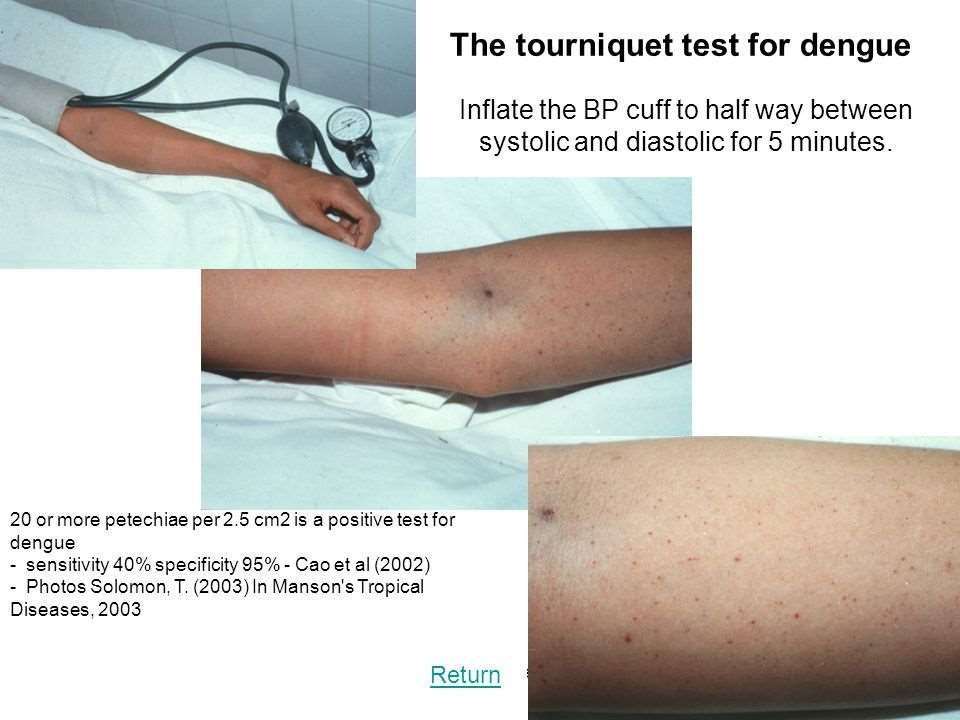 The tourniquet test for dengue
Inflate the BP cuff to half way between
systolic and diastolic for 5 minutes.
20 or more petechiae per 2.5 cm2 is a positive test for
dengue
- sensitivity 40% specificity 95% - Cao et al (2002)
- Photos Solomon, T. (2003) In Manson's Tropical
Diseases, 2003
Return